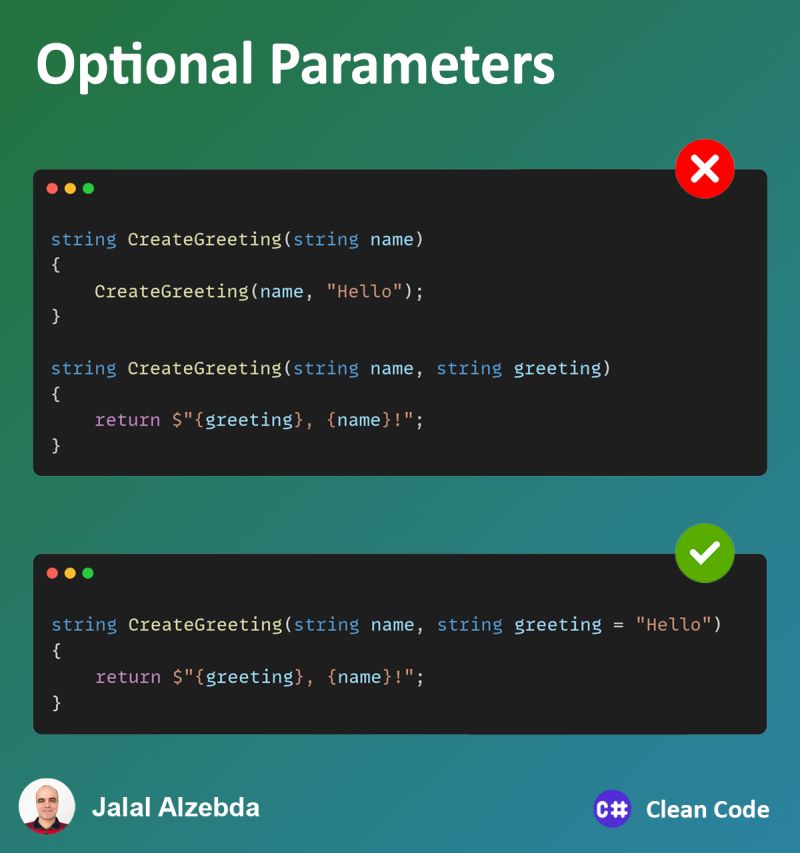 Optional Parameters
string CreateGreeting(string name)
{
    CreateGreeting(name, "Hello");
}
string CreateGreeting(string name, string greeting)
{
    return $"{greeting}, {name}!";
}
string CreateGreeting(string name, string greeting = "Hello")
{
    return $"{greeting}, {name}!";
}
Jalal Alzebda
C# Clean Code